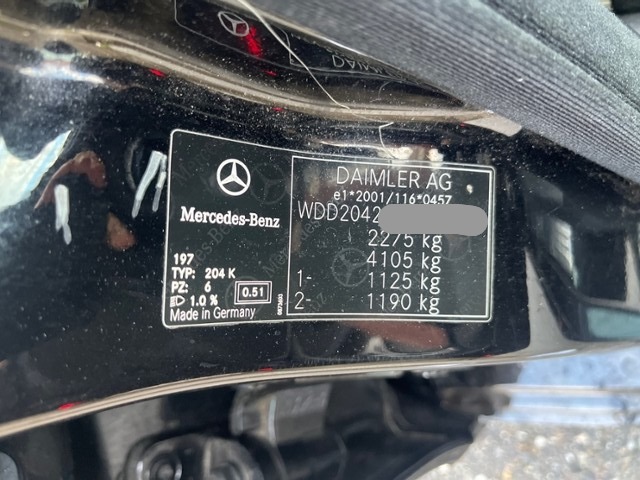 DAIMLER AG
e1*2001/116*0457
WDD2042
2275 kg
4105 kg
1- 1125 kg
2- 1190 kg
Mercedes-Benz
197
TYP: 204 K
PZ: 6
1.0 % 0.51
Made in Germany